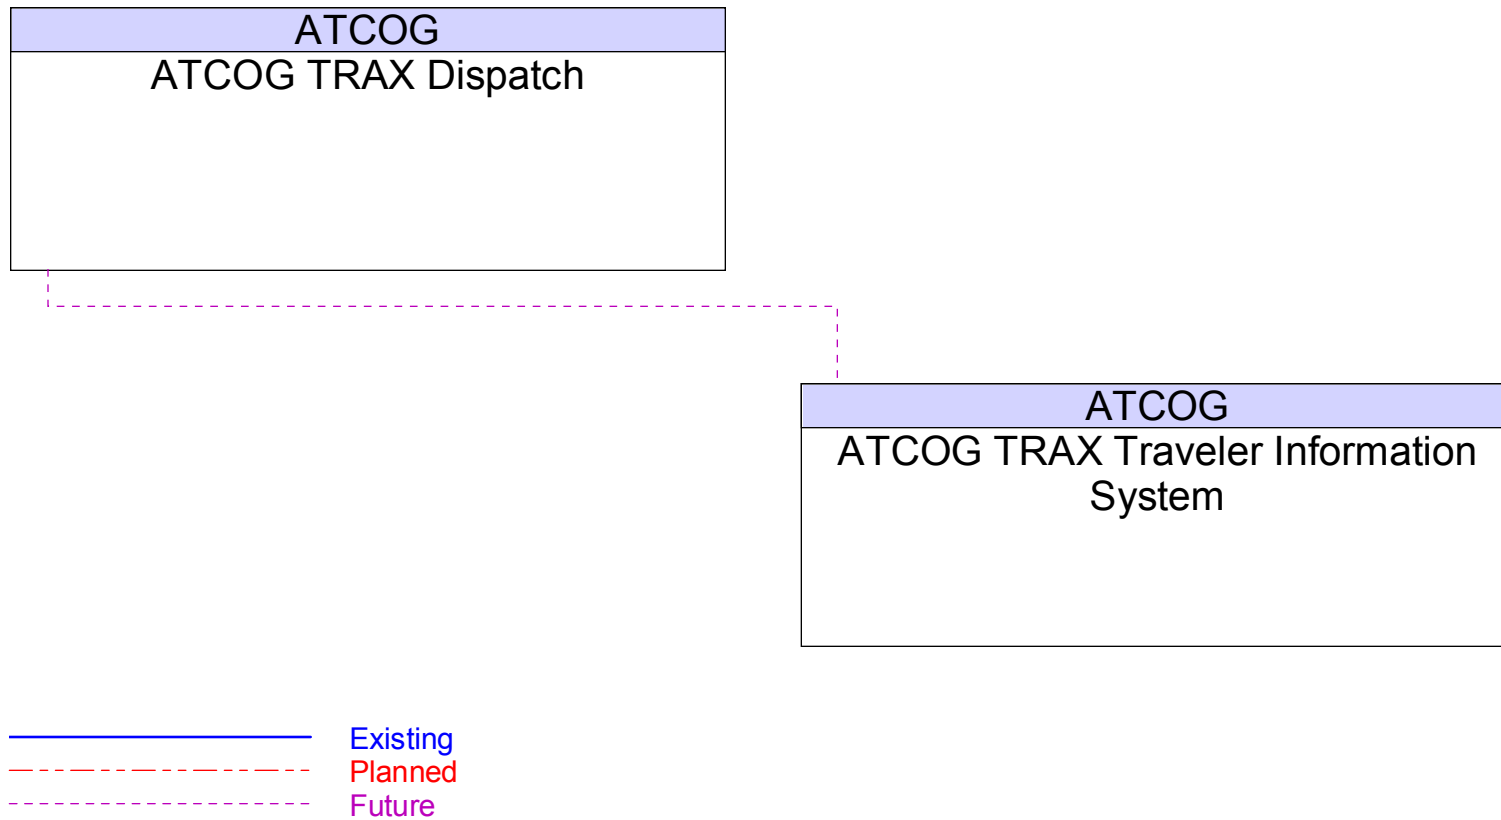 ATCOG
ATCOG TRAX Dispatch
ATCOG
ATCOG TRAX Traveler Information
System
Existing
Planned
Future